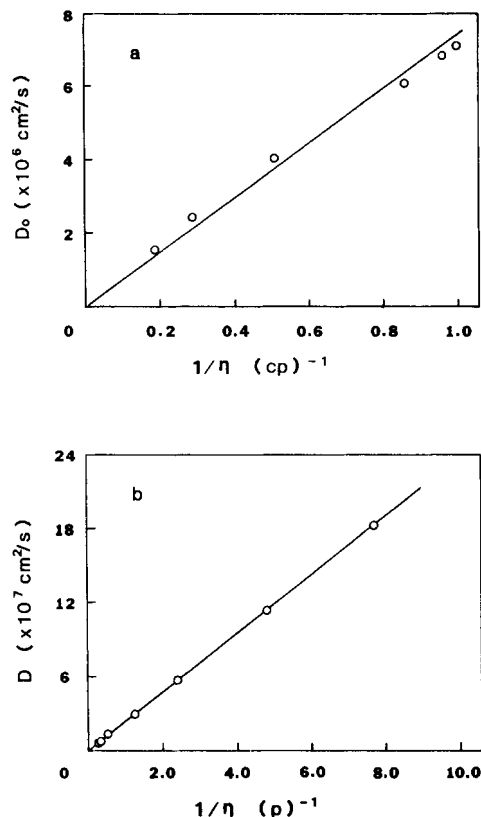 8
a
6
4
2
0
0.2 0.4 0.6 0.8 1.0
D₀ (x10⁶ cm²/s)
1/η (cp)⁻¹
24
b
18
12
6
0
2.0 4.0 6.0 8.0 10.0
D (x10⁷ cm²/s)
1/η (p)⁻¹